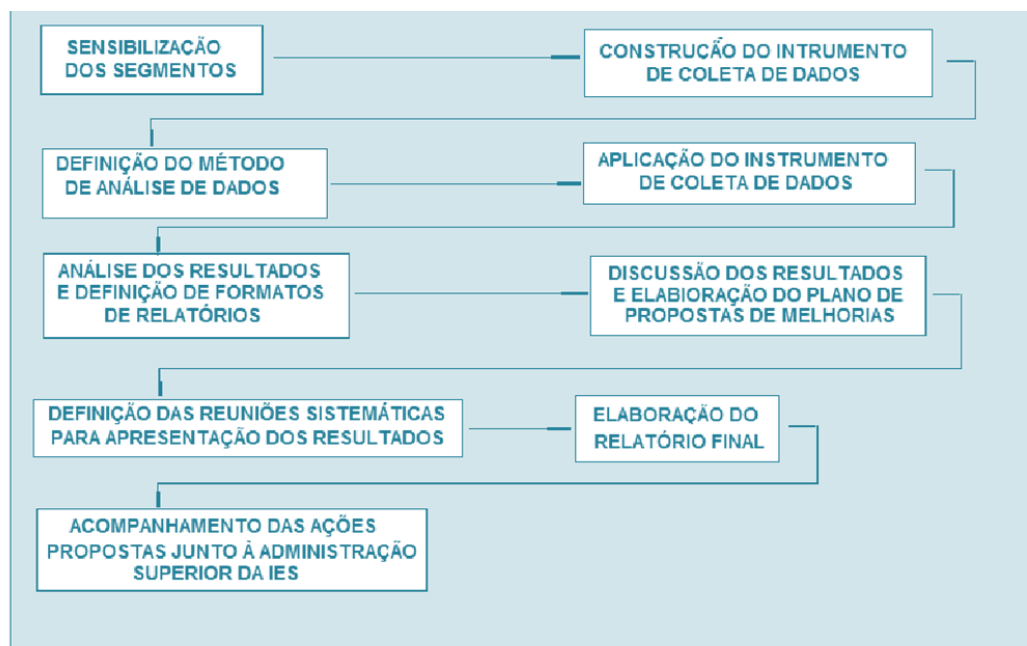 SENSIBILIZAÇÃO
DOS SEGMENTOS
CONSTRUÇÃO DO INTRUMENTO
DE COLETA DE DADOS
DEFINIÇÃO DO MÉTODO
DE ANÁLISE DE DADOS
APLICAÇÃO DO INSTRUMENTO
DE COLETA DE DADOS
ANÁLISE DOS RESULTADOS
E DEFINIÇÃO DE FORMATOS
DE RELATÓRIOS
DISCUSSÃO DOS RESULTADOS
E ELABIORAÇÃO DO PLANO DE
PROPOSTAS DE MELHORIAS
DEFINIÇÃO DAS REUNIÕES SISTEMÁTICAS
PARA APRESENTAÇÃO DOS RESULTADOS
ELABORAÇÃO DO
RELATÓRIO FINAL
ACOMPANHAMENTO DAS AÇÕES
PROPOSTAS JUNTO À ADMINISTRAÇÃO
SUPERIOR DA IES